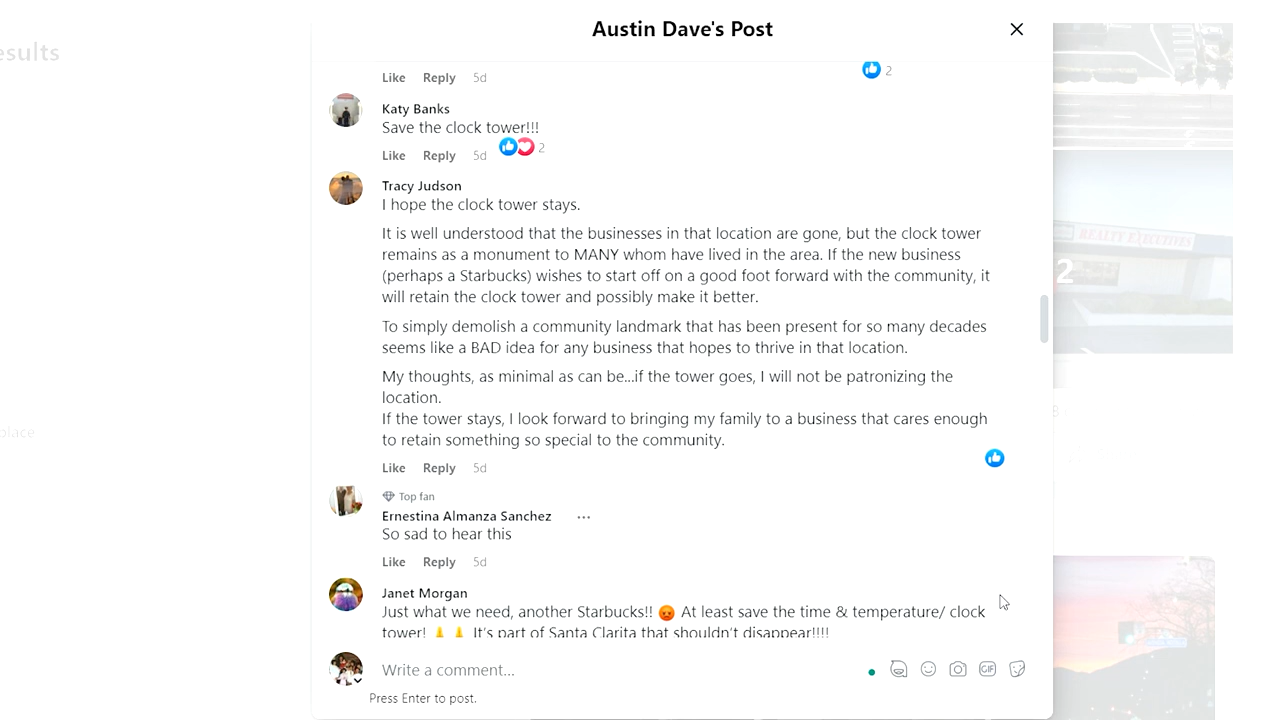 esults
Austin Dave's Post
Like Reply 5d
2
Katy Banks
Save the clock tower!!!
Like Reply 5d 2
Tracy Judson
I hope the clock tower stays.
It is well understood that the businesses in that location are gone, but the clock tower
remains as a monument to MANY whom have lived in the area. If the new business
(perhaps a Starbucks) wishes to start off on a good foot forward with the community, it
will retain the clock tower and possibly make it better.
To simply demolish a community landmark that has been present for so many decades
seems like a BAD idea for any business that hopes to thrive in that location.
My thoughts, as minimal as can be...if the tower goes, I will not be patronizing the
location.
If the tower stays, I look forward to bringing my family to a business that cares enough
to retain something so special to the community.
Like Reply 5d
Top fan
Ernestina Almanza Sanchez
So sad to hear this
Like Reply 5d
Janet Morgan
Just what we need, another Starbucks!! 😡 At least save the time & temperature/ clock
tower! 🙏 🙏 It's part of Santa Clarita that shouldn't disappear!!!!
Write a comment...
GIF
Press Enter to post.
REALTY EXECUTIVES
2
place